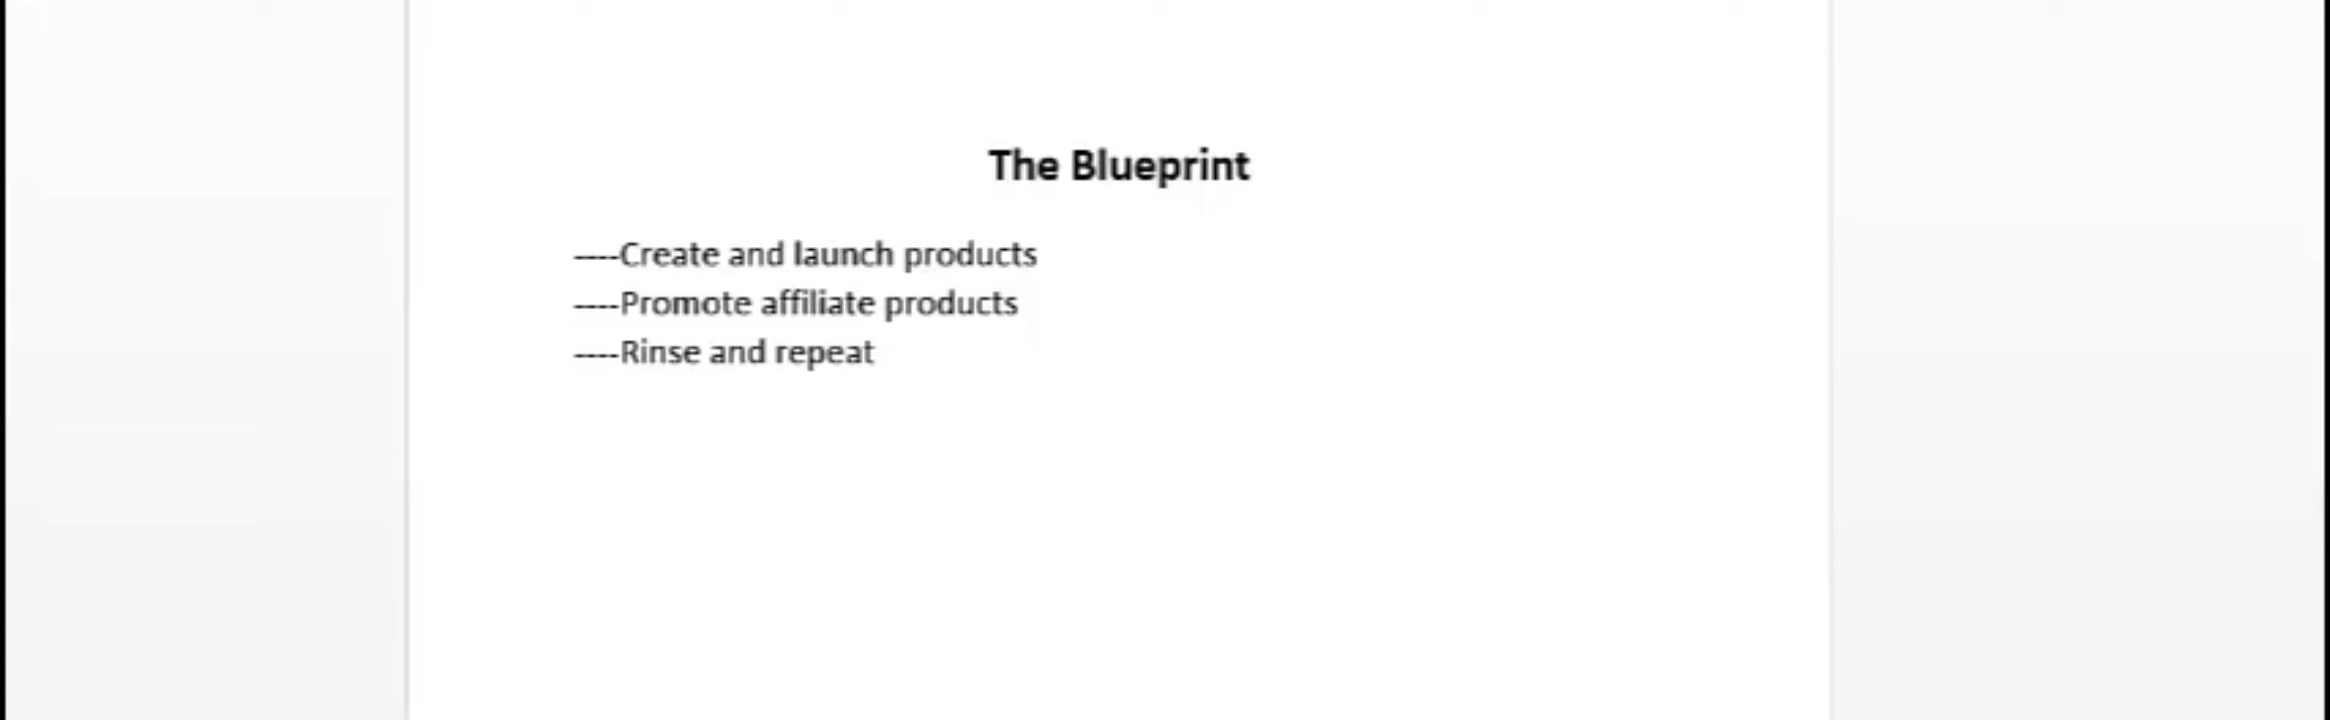 The Blueprint
----Create and launch products
----Promote affiliate products
----Rinse and repeat